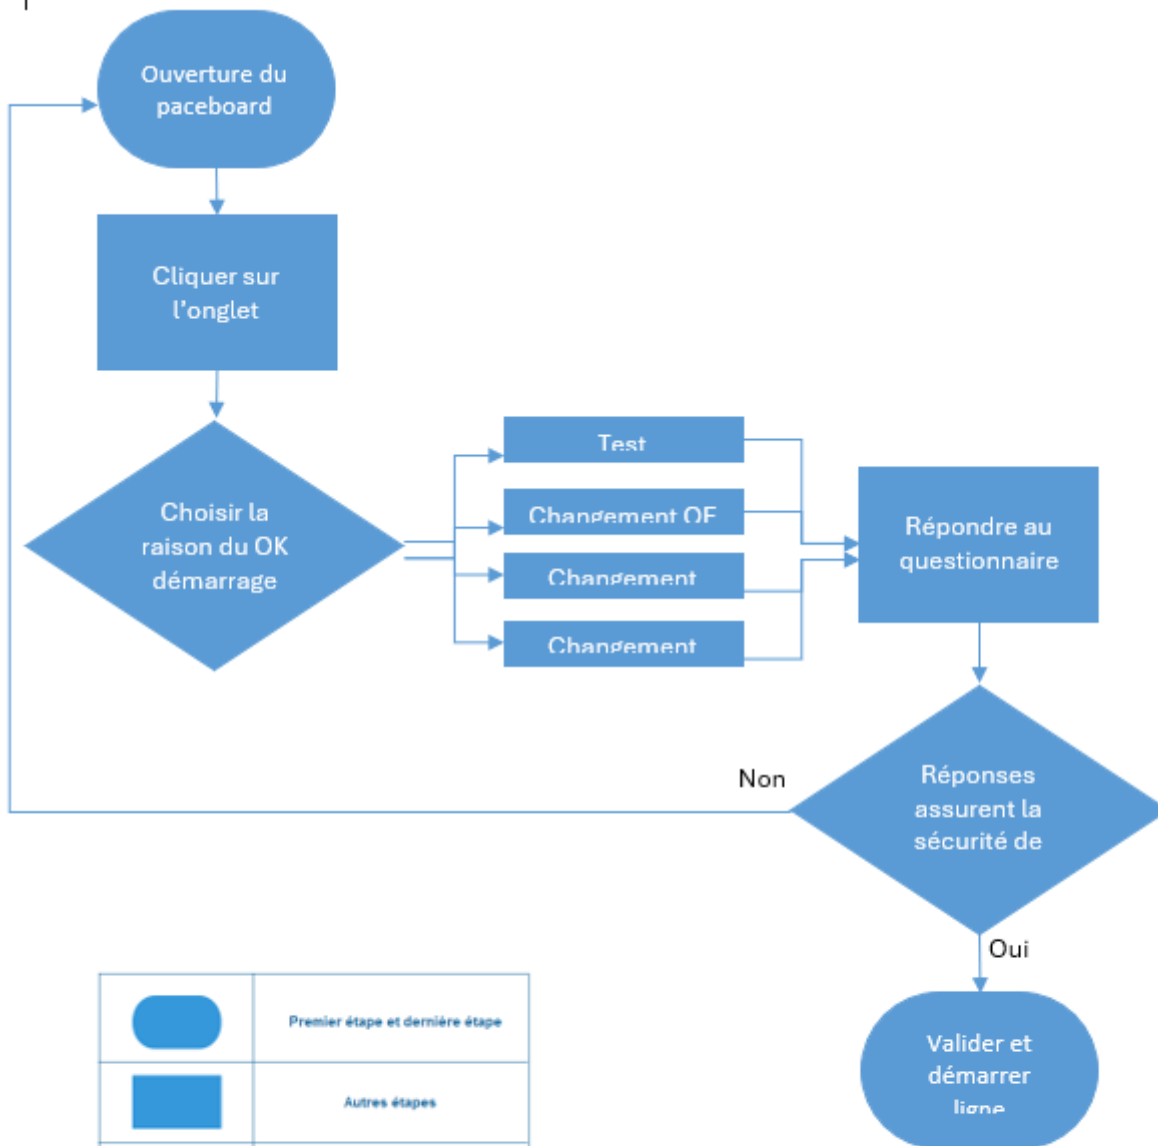 Ouverture du
paceboard
Cliquer sur
l'onglet
Choisir la
raison du OK
démarrage
Test
Changement OF
Changement
Changement
Répondre au
questionnaire
Réponses
assurent la
sécurité de
Non
Oui
Valider et
démarrer
ligne
Premier étape et dernière étape
Autres étapes